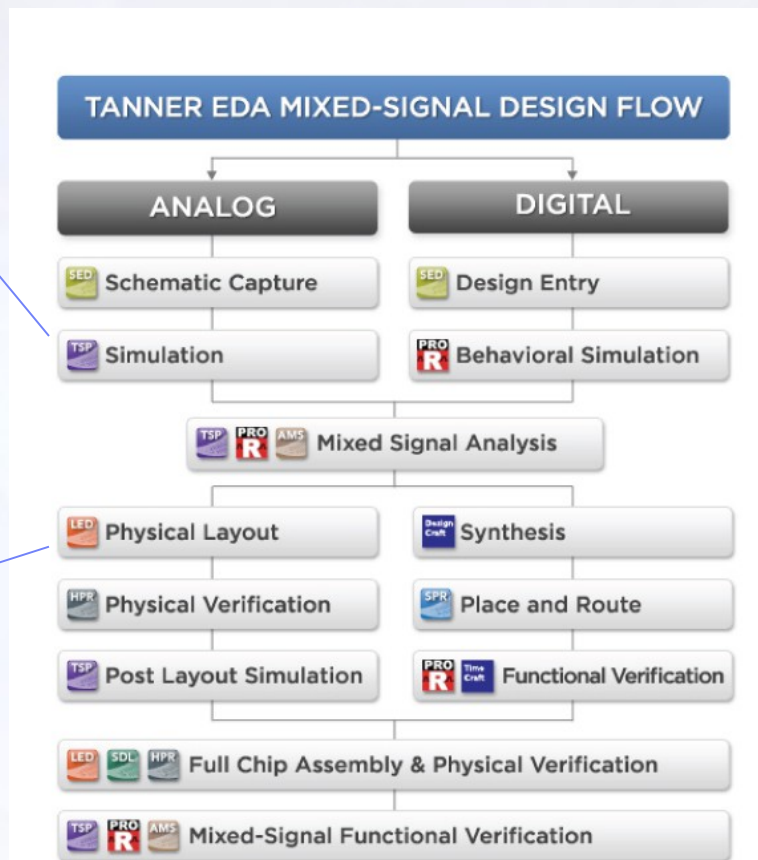 TANNER EDA MIXED-SIGNAL DESIGN FLOW
ANALOG
DIGITAL
SED Schematic Capture
SED Design Entry
TSP Simulation
PRO R Behavioral Simulation
TSP PRO R AMS Mixed Signal Analysis
LED Physical Layout
Design Craft Synthesis
HPR Physical Verification
SPR Place and Route
TSP Post Layout Simulation
PRO R Time Craft Functional Verification
LED SDL HPR Full Chip Assembly & Physical Verification
TSP PRO R AMS Mixed-Signal Functional Verification